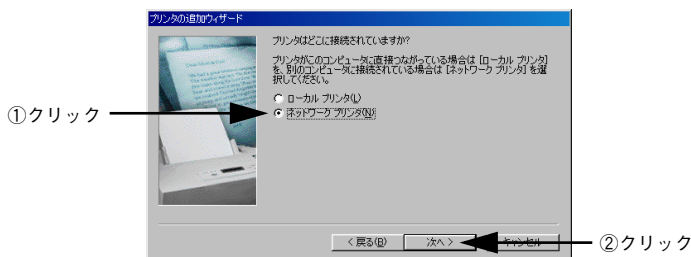 プリンタの追加ウィザード
プリンタはどこに接続されていますか?
プリンタがこのコンピュータに直接つながっている場合は [ローカル プリンタ]
を、別のコンピュータに接続されている場合は [ネットワーク プリンタ] を選
択してください。
ローカル プリンタ(L)
①クリック
ネットワーク プリンタ(N)
< 戻る(B)
次へ >
キャンセル
②クリック